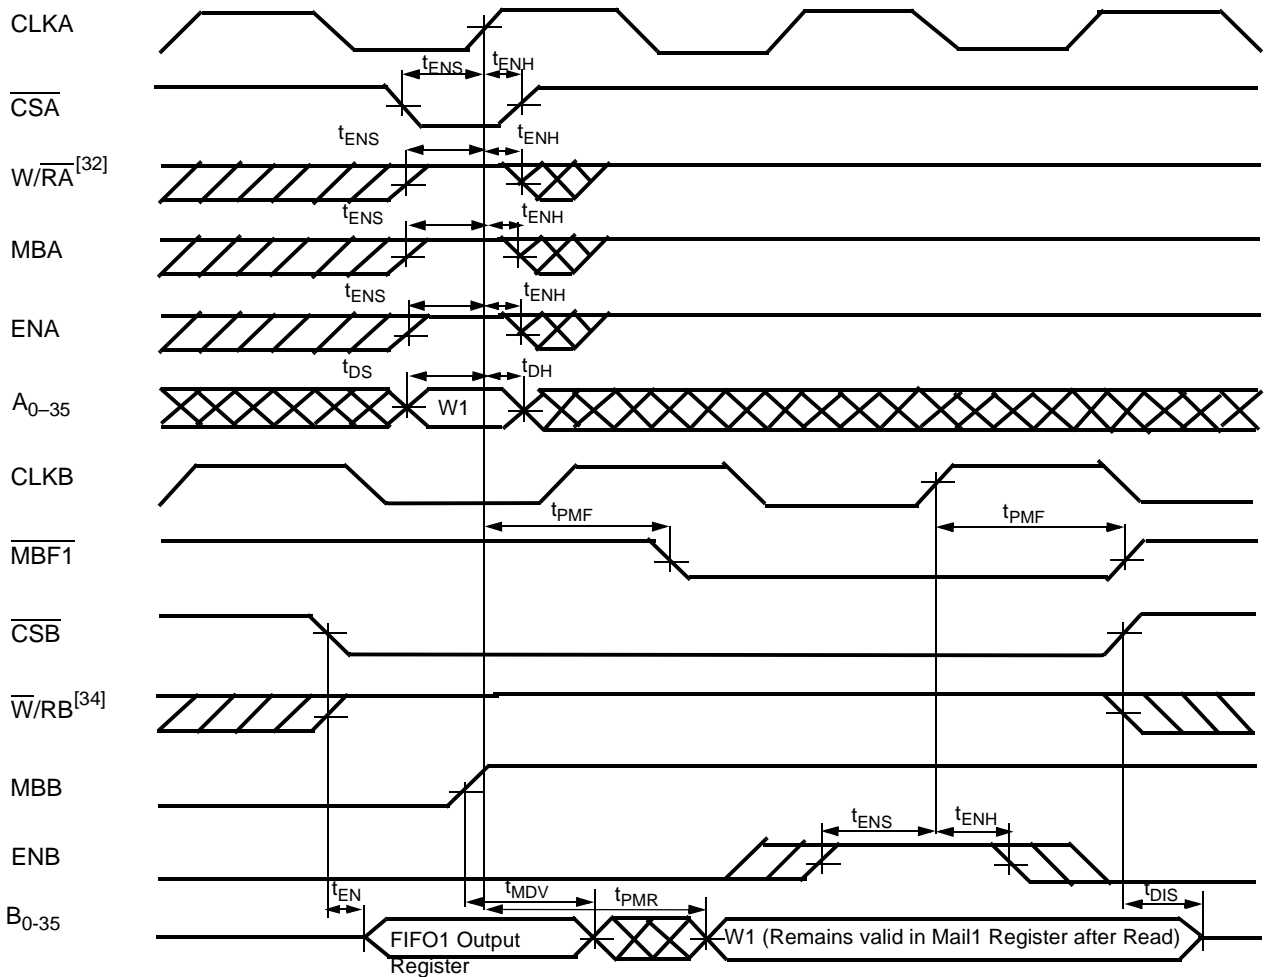 CLKA
tENS tENH
CSA
tENS tENH
W/RA[32]
tENS tENH
MBA
tENS tENH
ENA
tDS tDH
A0–35
W1
CLKB
tPMF tPMF
MBF1
CSB
W/RB[34]
MBB
tENS tENH
ENB
tEN tMDV tPMR tDIS
B0-35
FIFO1 Output
Register
W1 (Remains valid in Mail1 Register after Read)